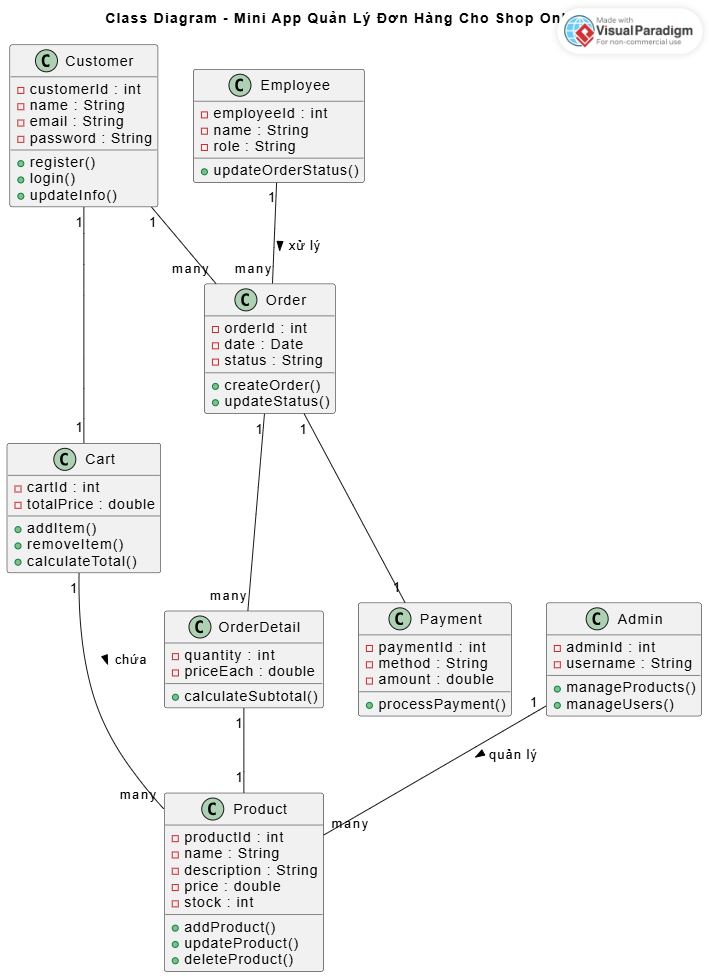 Class Diagram - Mini App Quản Lý Đơn Hàng Cho Shop Onl
Made with
VisualParadigm
For non-commercial use
C Customer
customerId : int
name : String
email : String
password : String
register()
login()
updateInfo()
C Employee
employeeId : int
name : String
role : String
updateOrderStatus()
1
1
1
xử lý
many
many
C Order
orderId : int
date : Date
status : String
createOrder()
updateStatus()
1
1
1
C Cart
cartId : int
totalPrice : double
addItem()
removeItem()
calculateTotal()
1
chứa
many
1
C OrderDetail
quantity : int
priceEach : double
calculateSubtotal()
C Payment
paymentId : int
method : String
amount : double
processPayment()
C Admin
adminId : int
username : String
manageProducts()
manageUsers()
1
1
quản lý
1
many
many
C Product
productId : int
name : String
description : String
price : double
stock : int
addProduct()
updateProduct()
deleteProduct()